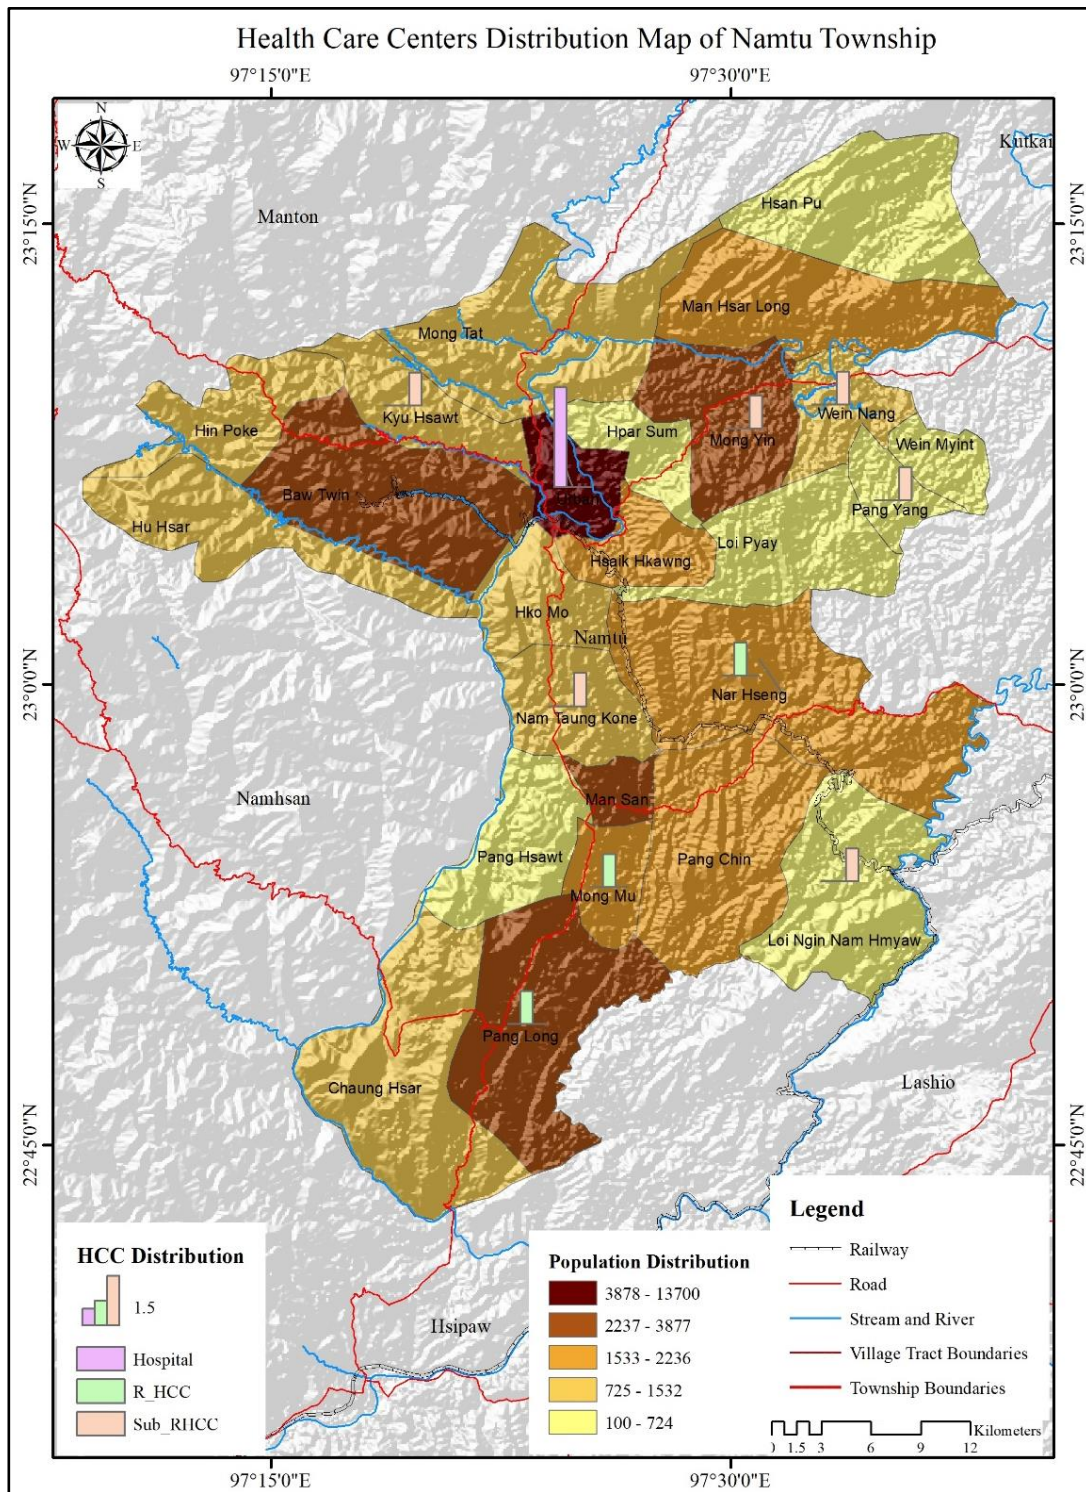 Health Care Centers Distribution Map of Namtu Township
97°15'0"E
97°30'0"E
N
W
E
S
Kutkai
Hsan Pu
Manton
23°15'0"N
23°15'0"N
Man Hsar Long
Mong Tat
Kyu Hsawt
Wein Nang
Hin Poke
Hpar Sum
Mong Yin
Wein Myint
Baw Twin
Urban
Pang Yang
Hu Hsar
Loi Pyay
Hsaik Hkawng
Hko Mo
Namtu
23°0'0"N
23°0'0"N
Nar Hseng
Nam Taung Kone
Namhsan
Man San
Pang Hsawt
Pang Chin
Mong Mu
Loi Ngin Nam Hmyaw
Pang Long
Chaung Hsar
Lashio
22°45'0"N
22°45'0"N
Hsipaw
HCC Distribution
1.5
Hospital
R_HCC
Sub_RHCC
Population Distribution
3878 - 13700
2237 - 3877
1533 - 2236
725 - 1532
100 - 724
Legend
Railway
Road
Stream and River
Village Tract Boundaries
Township Boundaries
Kilometers
0 1.5 3 6 9 12
97°15'0"E
97°30'0"E